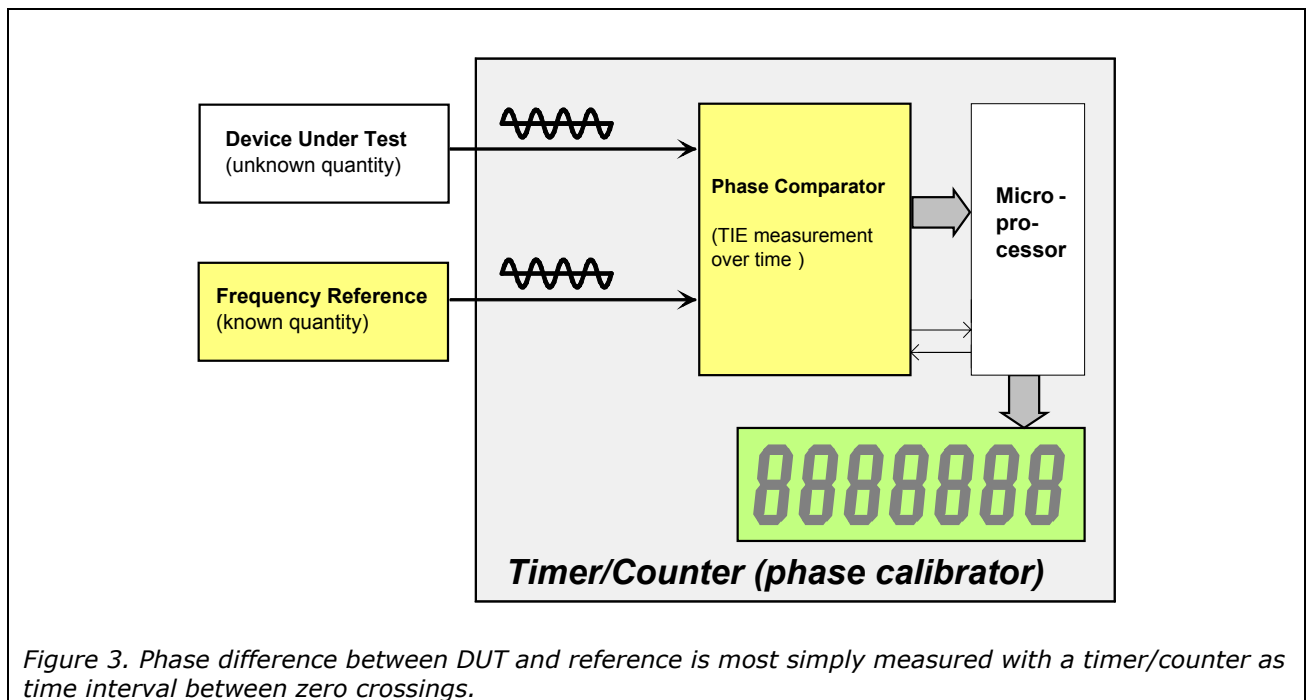 Device Under Test
(unknown quantity)
Frequency Reference
(known quantity)
Phase Comparator
(TIE measurement
over time )
Micro -
pro-
cessor
8888888
Timer/Counter (phase calibrator)
Figure 3. Phase difference between DUT and reference is most simply measured with a timer/counter as
time interval between zero crossings.